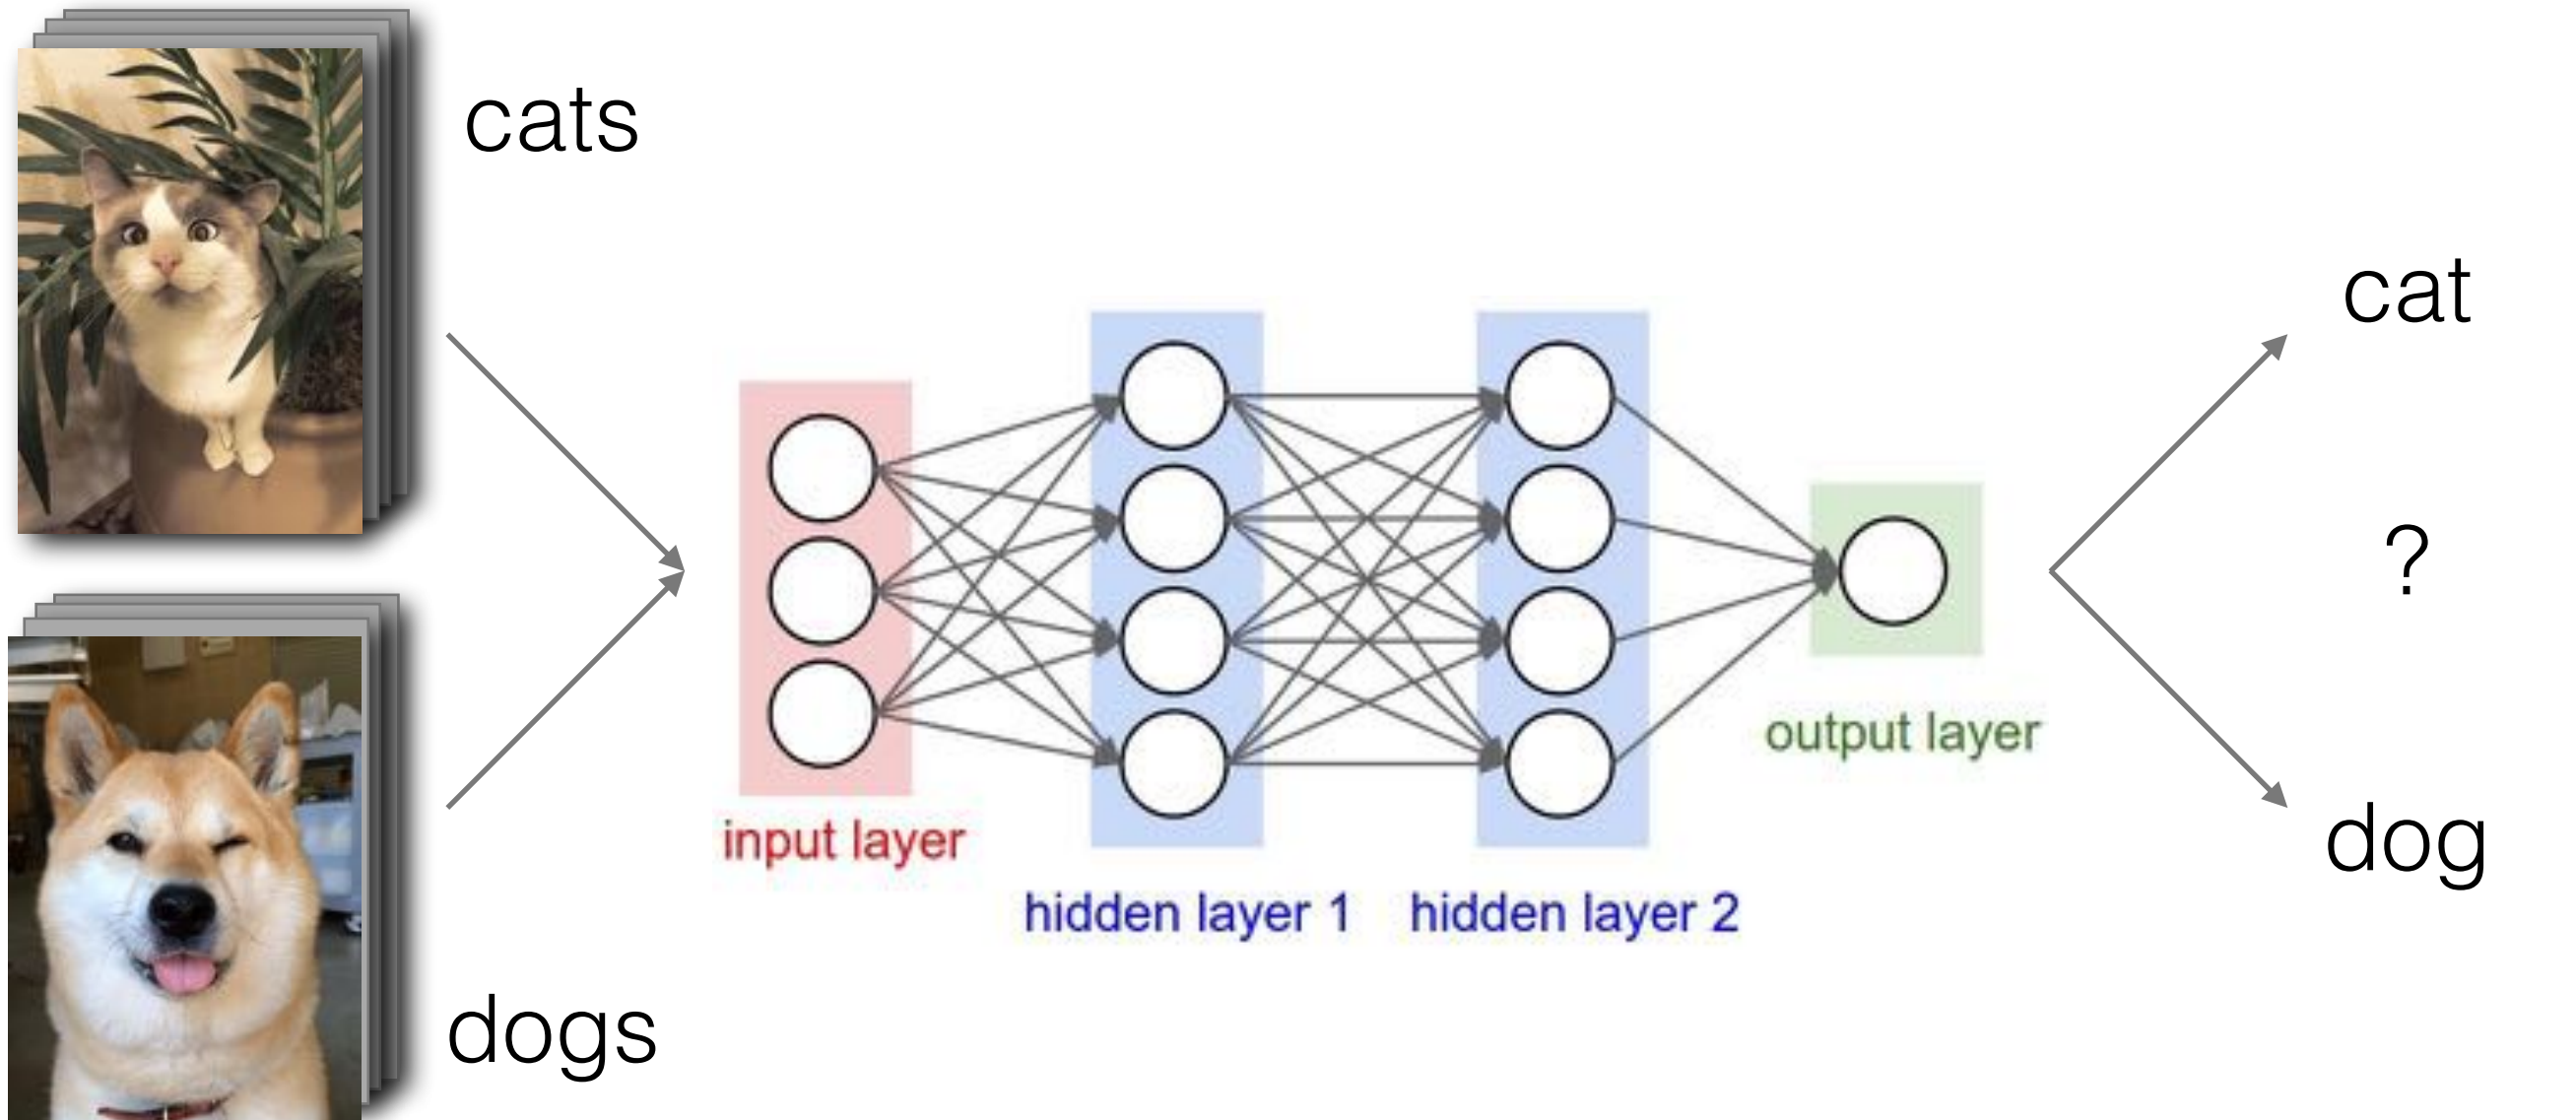 cats
dogs
input layer
hidden layer 1
hidden layer 2
output layer
cat
?
dog